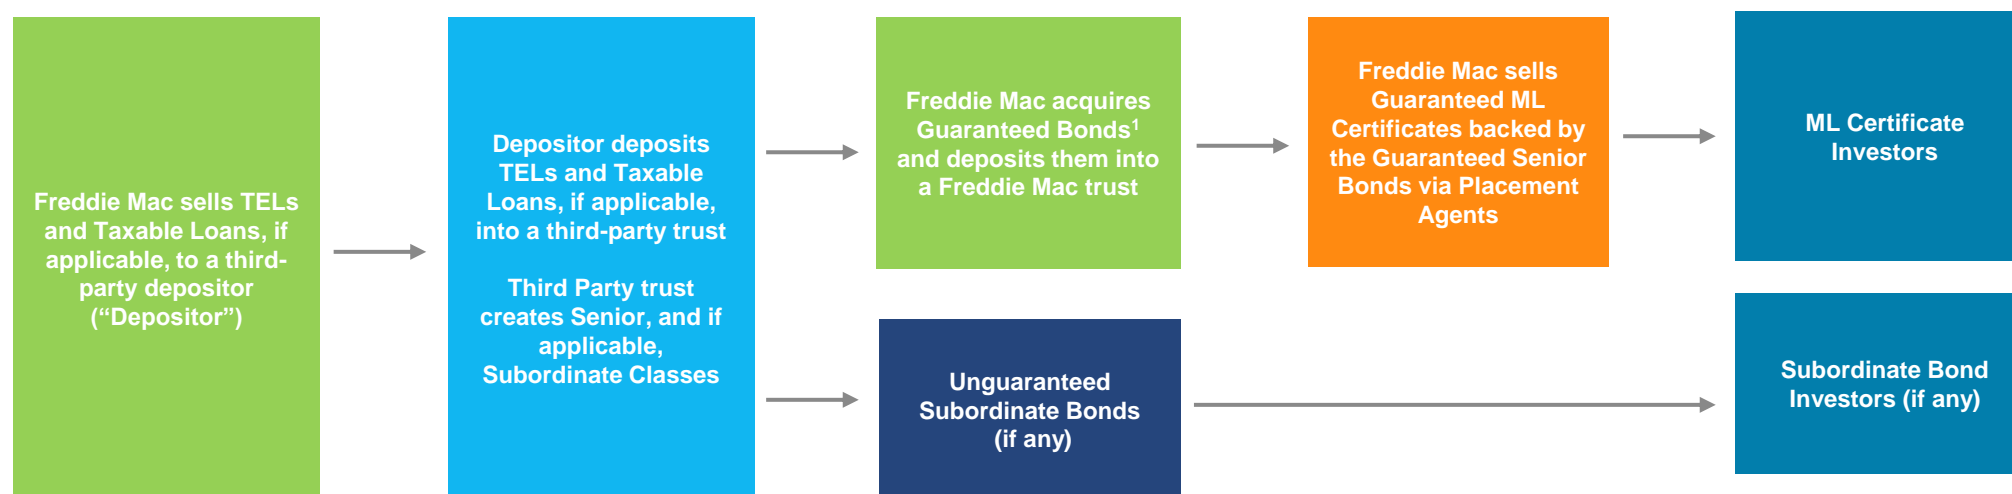 Freddie Mac sells TELs
and Taxable Loans, if
applicable, to a third-
party depositor
(“Depositor”)
Depositor deposits
TELs and Taxable
Loans, if applicable,
into a third-party trust
Third Party trust
creates Senior, and if
applicable,
Subordinate Classes
Freddie Mac acquires
Guaranteed Bonds¹
and deposits them into
a Freddie Mac trust
Freddie Mac sells
Guaranteed ML
Certificates backed by
the Guaranteed Senior
Bonds via Placement
Agents
ML Certificate
Investors
Unguaranteed
Subordinate Bonds
(if any)
Subordinate Bond
Investors (if any)